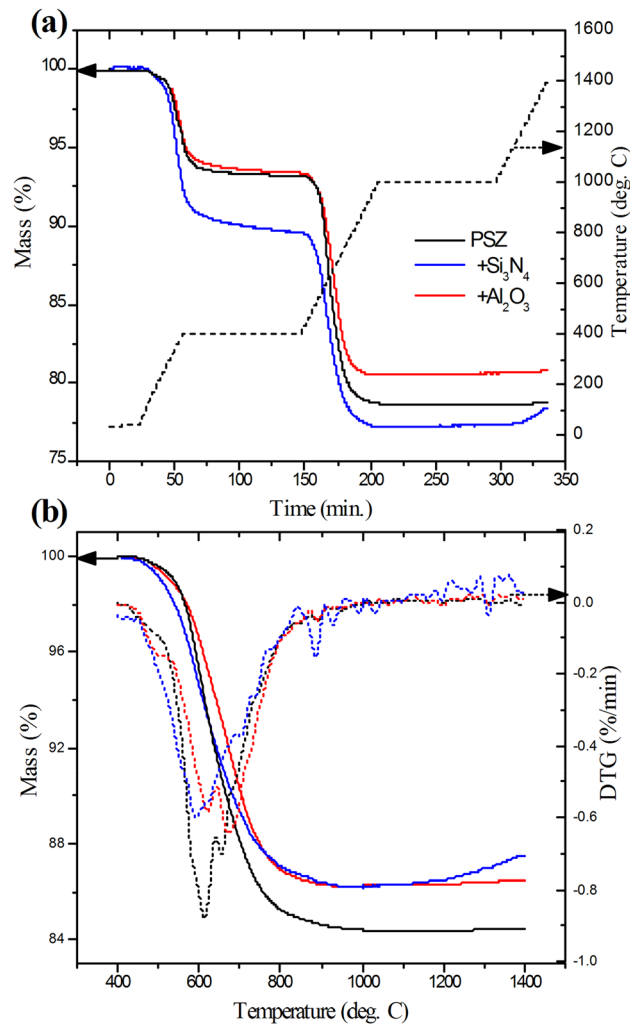 (a)
1600
1400
1200
1000
800
600
400
200
0
Temperature (deg. C)
100
95
90
85
80
75
Mass (%)
PSZ
+Si₃N₄
+Al₂O₃
0 50 100 150 200 250 300 350
Time (min.)
(b)
100
96
92
88
84
Mass (%)
0.2
0.0
-0.2
-0.4
-0.6
-0.8
-1.0
DTG (%/min)
400 600 800 1000 1200 1400
Temperature (deg. C)